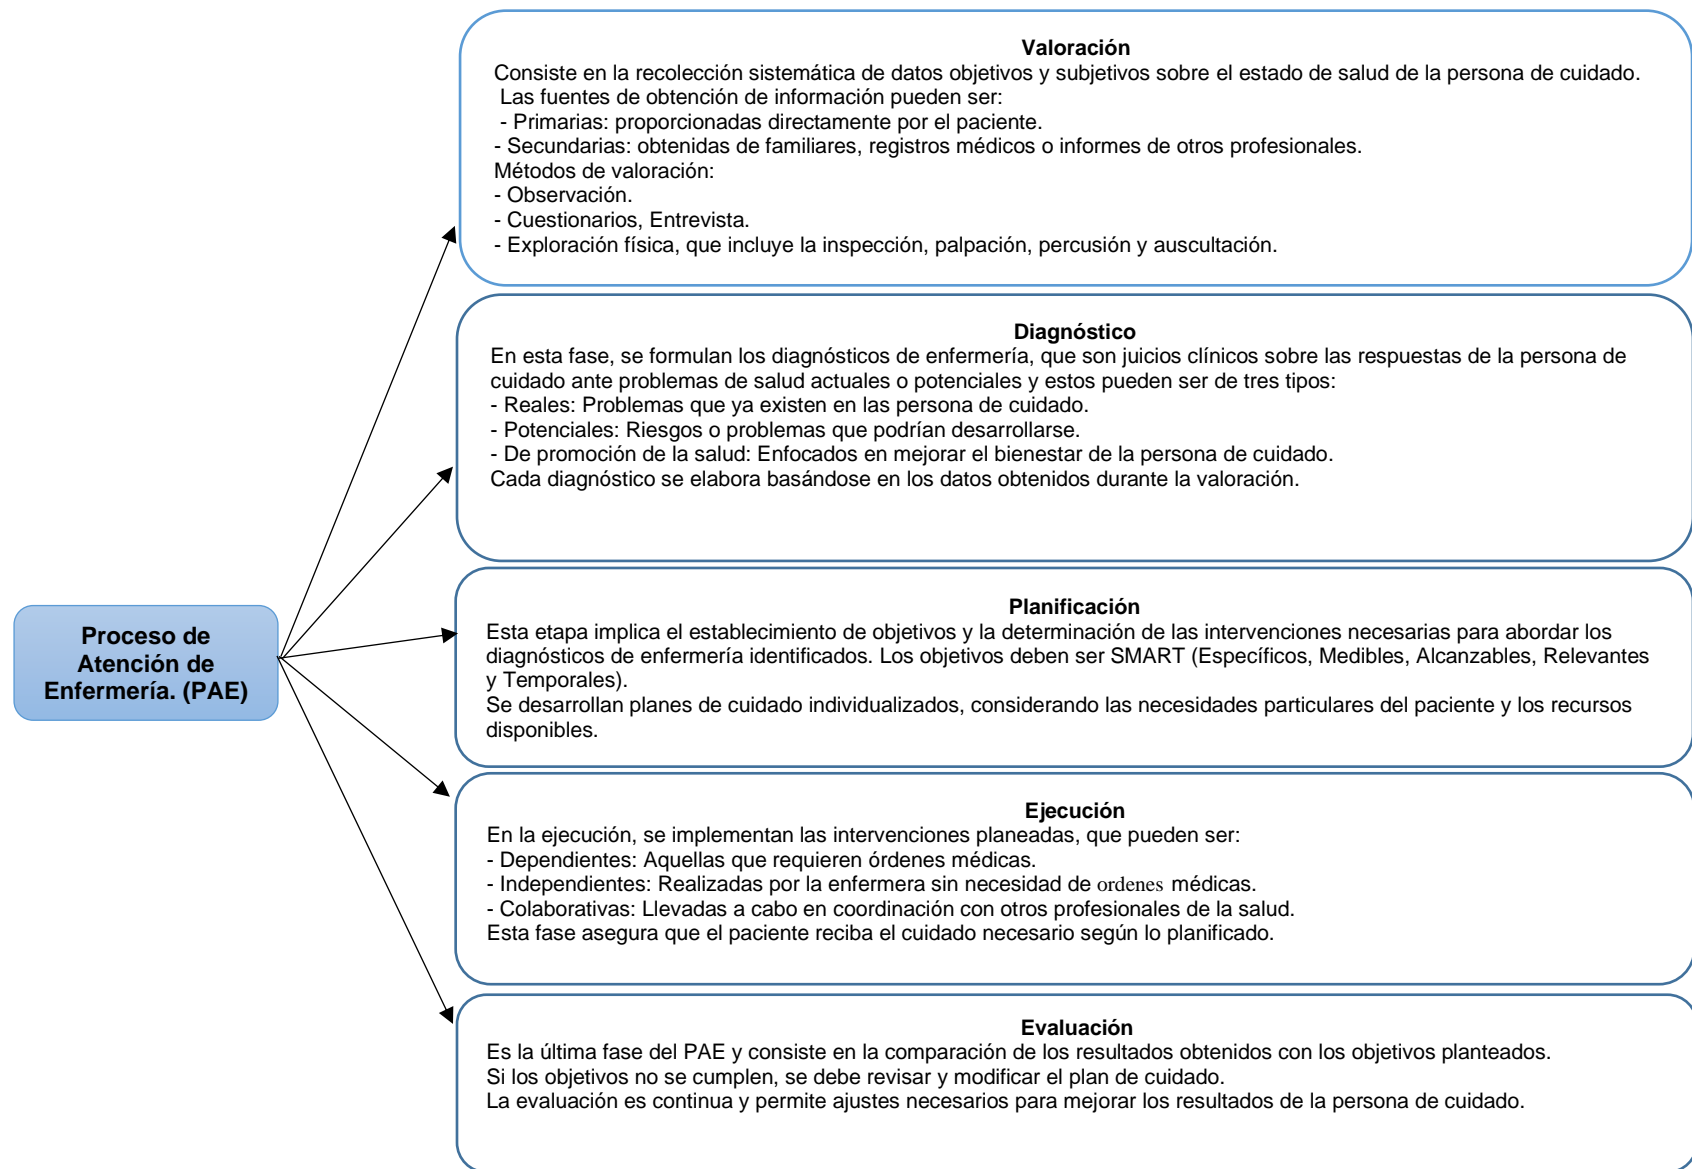 Valoración
Consiste en la recolección sistemática de datos objetivos y subjetivos sobre el estado de salud de la persona de cuidado.
Las fuentes de obtención de información pueden ser:
- Primarias: proporcionadas directamente por el paciente.
- Secundarias: obtenidas de familiares, registros médicos o informes de otros profesionales.
Métodos de valoración:
- Observación.
- Cuestionarios, Entrevista.
- Exploración física, que incluye la inspección, palpación, percusión y auscultación.
Diagnóstico
En esta fase, se formulan los diagnósticos de enfermería, que son juicios clínicos sobre las respuestas de la persona de
cuidado ante problemas de salud actuales o potenciales y estos pueden ser de tres tipos:
- Reales: Problemas que ya existen en las persona de cuidado.
- Potenciales: Riesgos o problemas que podrían desarrollarse.
- De promoción de la salud: Enfocados en mejorar el bienestar de la persona de cuidado.
Cada diagnóstico se elabora basándose en los datos obtenidos durante la valoración.
Proceso de
Atención de
Enfermería. (PAE)
Planificación
Esta etapa implica el establecimiento de objetivos y la determinación de las intervenciones necesarias para abordar los
diagnósticos de enfermería identificados. Los objetivos deben ser SMART (Específicos, Medibles, Alcanzables, Relevantes
y Temporales).
Se desarrollan planes de cuidado individualizados, considerando las necesidades particulares del paciente y los recursos
disponibles.
Ejecución
En la ejecución, se implementan las intervenciones planeadas, que pueden ser:
- Dependientes: Aquellas que requieren órdenes médicas.
- Independientes: Realizadas por la enfermera sin necesidad de ordenes médicas.
- Colaborativas: Llevadas a cabo en coordinación con otros profesionales de la salud.
Esta fase asegura que el paciente reciba el cuidado necesario según lo planificado.
Evaluación
Es la última fase del PAE y consiste en la comparación de los resultados obtenidos con los objetivos planteados.
Si los objetivos no se cumplen, se debe revisar y modificar el plan de cuidado.
La evaluación es continua y permite ajustes necesarios para mejorar los resultados de la persona de cuidado.